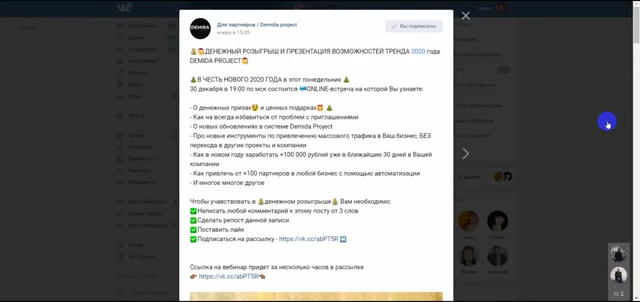 DEMIDA
Для партнёров / Demida project
вчера в 15:35
Вы подписаны
💰🎅ДЕНЕЖНЫЙ РОЗЫГРЫШ И ПРЕЗЕНТАЦИЯ ВОЗМОЖНОСТЕЙ ТРЕНДА 2020 года
DEMIDA PROJECT🎅
🎄В ЧЕСТЬ НОВОГО 2020 ГОДА в этот понедельник 🎄
30 декабря в 19:00 по мск состоится ONLINE-встреча на которой Вы узнаете:
- О денежных призах и ценных подарках🎁 🎄
- Как на всегда избавиться от проблем с приглашениями
- О новых обновлениях в системе Demida Project
- Про новые инструменты по привлечению массового трафика в Ваш бизнес, БЕЗ
перехода в другие проекты и компании
- Как в новом году заработать +100 000 рублей уже в ближайшие 30 дней в Вашей
компании
- Как привлечь от +100 партнеров в любой бизнес с помощью автоматизации
- И многое многое другое
Чтобы учавствовать в 💰денежном розыгрыше💰 Вам необходимо:
✅Написать любой комментарий к этому посту от 3 слов
✅Сделать репост данной записи
✅Поставить лайк
✅Подписаться на рассылку - https://vk.cc/abPT5R
Ссылка на вебинар придет за несколько часов в рассылке
https://vk.cc/abPT5R